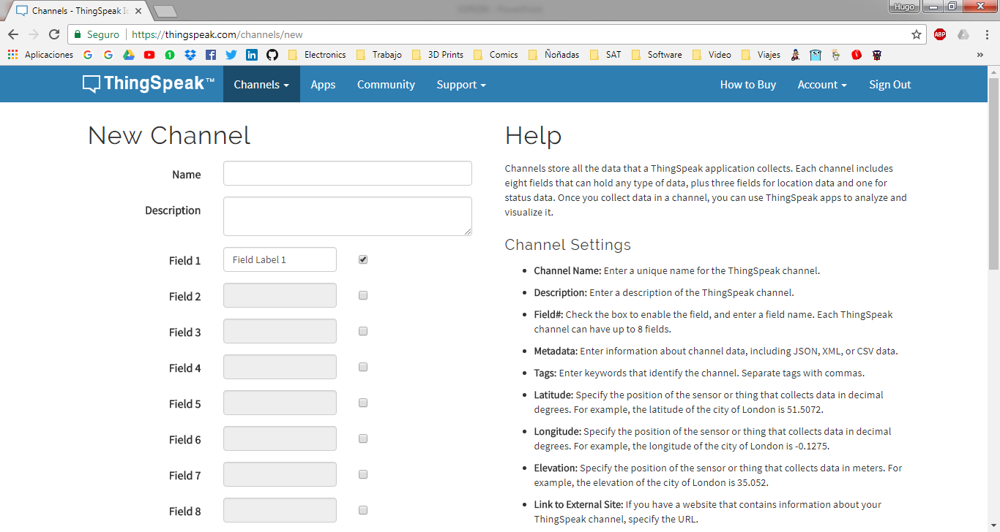 Channels - ThingSpeak Io
Hugo
Seguro
https://thingspeak.com/channels/new
ABP
Aplicaciones
Electronics
Trabajo
3D Prints
Comics
Ñoñadas
SAT
Software
Video
Viajes
»
ThingSpeak™
Channels
Apps
Community
Support
How to Buy
Account
Sign Out
New Channel
Name
Description
Field 1
Field Label 1
Field 2
Field 3
Field 4
Field 5
Field 6
Field 7
Field 8
Help
Channels store all the data that a ThingSpeak application collects. Each channel includes
eight fields that can hold any type of data, plus three fields for location data and one for
status data. Once you collect data in a channel, you can use ThingSpeak apps to analyze and
visualize it.
Channel Settings
• Channel Name: Enter a unique name for the ThingSpeak channel.
• Description: Enter a description of the ThingSpeak channel.
• Field#: Check the box to enable the field, and enter a field name. Each ThingSpeak
channel can have up to 8 fields.
• Metadata: Enter information about channel data, including JSON, XML, or CSV data.
• Tags: Enter keywords that identify the channel. Separate tags with commas.
• Latitude: Specify the position of the sensor or thing that collects data in decimal
degrees. For example, the latitude of the city of London is 51.5072.
• Longitude: Specify the position of the sensor or thing that collects data in decimal
degrees. For example, the longitude of the city of London is -0.1275.
• Elevation: Specify the position of the sensor or thing that collects data in meters. For
example, the elevation of the city of London is 35.052.
• Link to External Site: If you have a website that contains information about your
ThingSpeak channel, specify the URL.